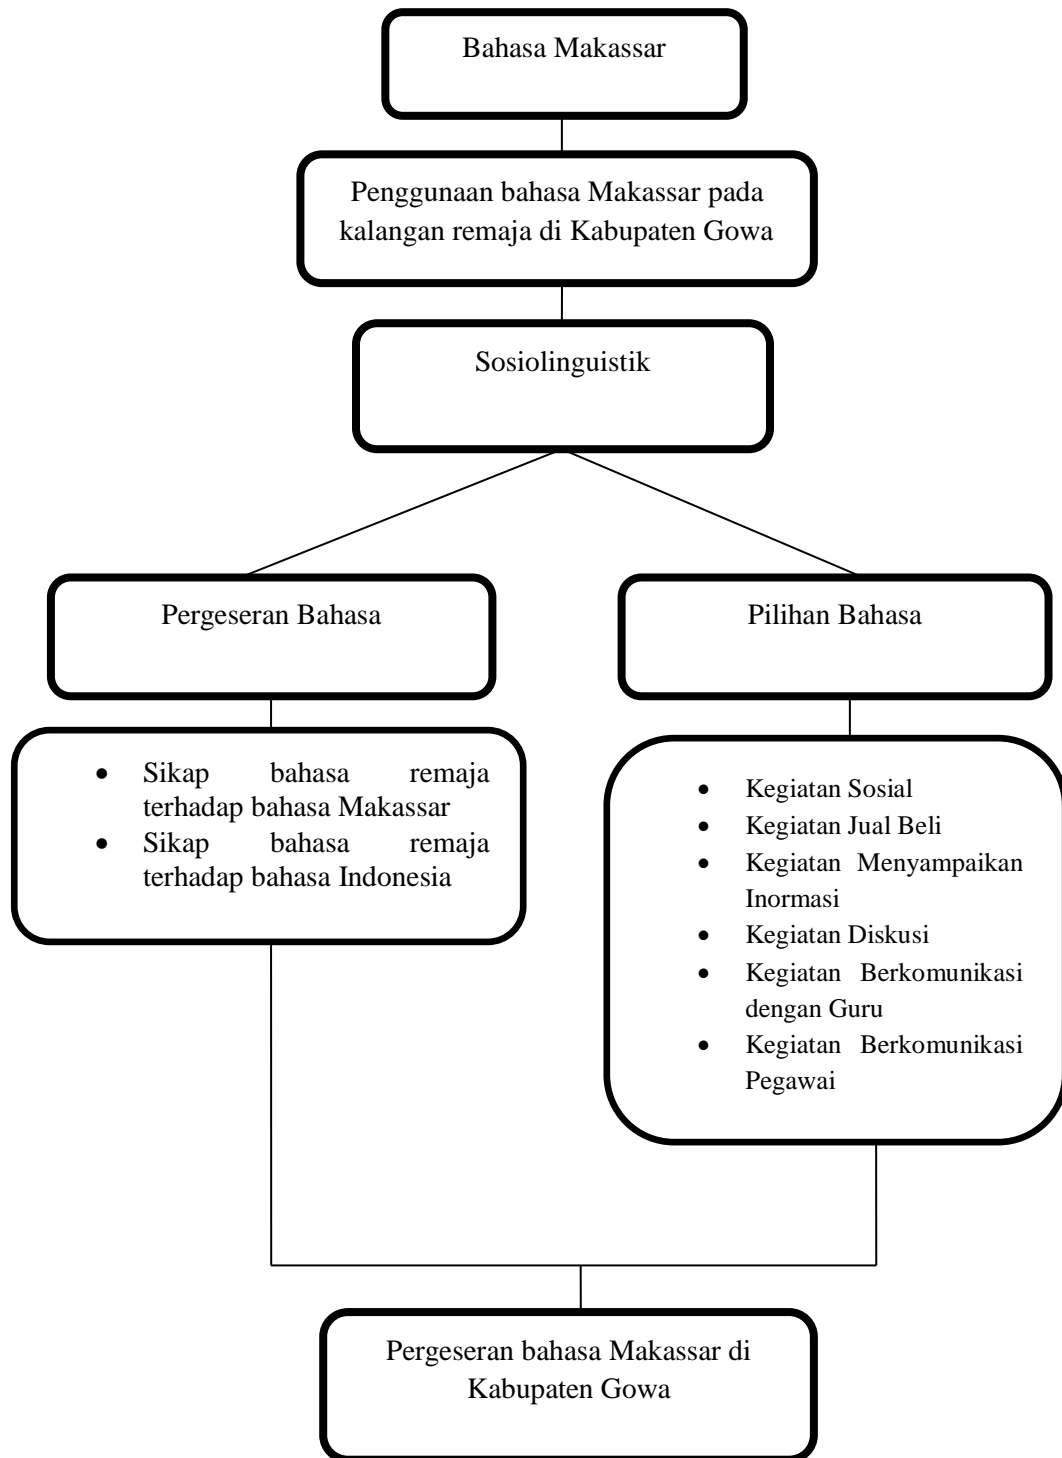 Bahasa Makassar
Penggunaan bahasa Makassar pada
kalangan remaja di Kabupaten Gowa
Sosiolinguistik
Pergeseran Bahasa
Pilihan Bahasa
• Sikap bahasa remaja
terhadap bahasa Makassar
• Sikap bahasa remaja
terhadap bahasa Indonesia
• Kegiatan Sosial
• Kegiatan Jual Beli
• Kegiatan Menyampaikan
Inormasi
• Kegiatan Diskusi
• Kegiatan Berkomunikasi
dengan Guru
• Kegiatan Berkomunikasi
Pegawai
Pergeseran bahasa Makassar di
Kabupaten Gowa